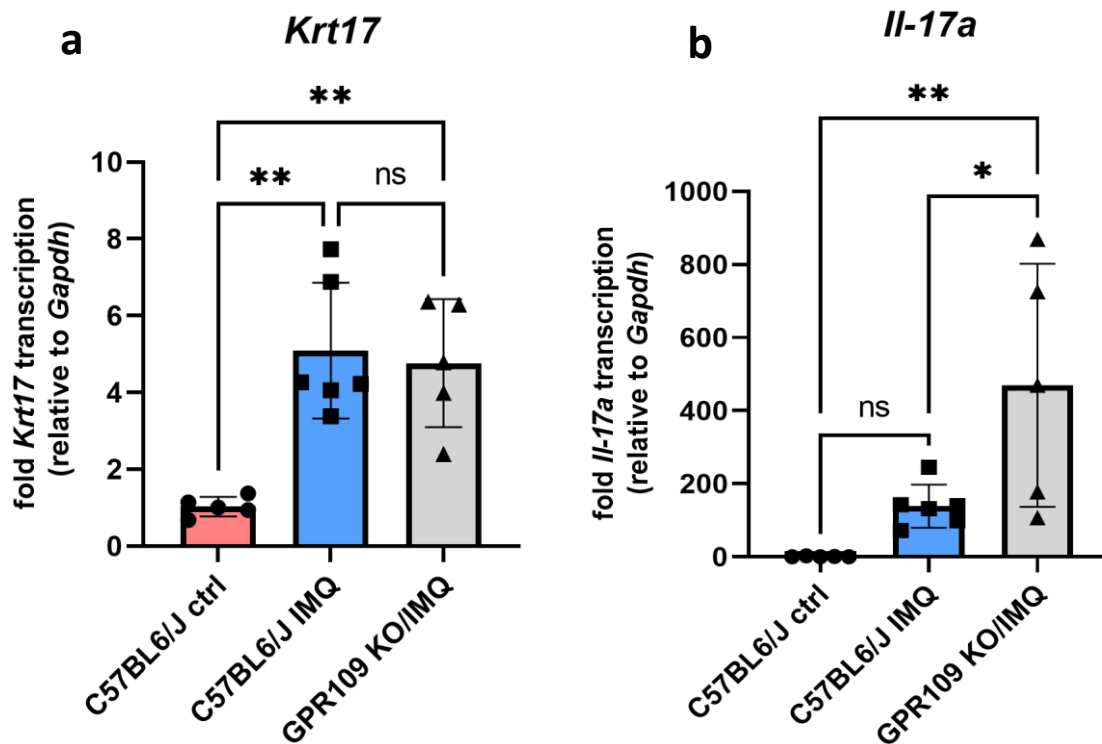 a
Krt17
fold Krt17 transcription
(relative to Gapdh)
10
8
6
4
2
0
**
**
ns
C57BL6/J ctrl
C57BL6/J IMQ
GPR109 KO/IMQ
b
Il-17a
fold Il-17a transcription
(relative to Gapdh)
1000
800
600
400
200
0
**
*
ns
C57BL6/J ctrl
C57BL6/J IMQ
GPR109 KO/IMQ